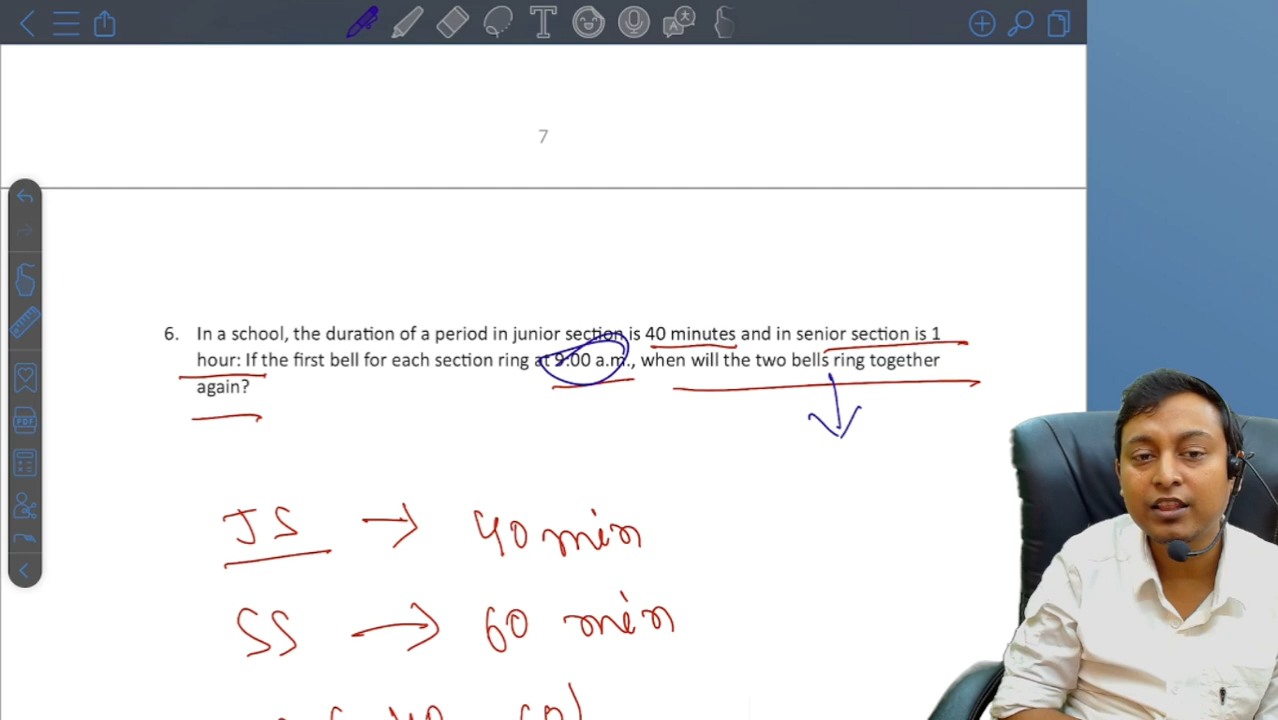 7
6. In a school, the duration of a period in junior section is 40 minutes and in senior section is 1
hour: If the first bell for each section ring at 9:00 a.m., when will the two bells ring together
again?
JS → 40 min
SS → 60 min